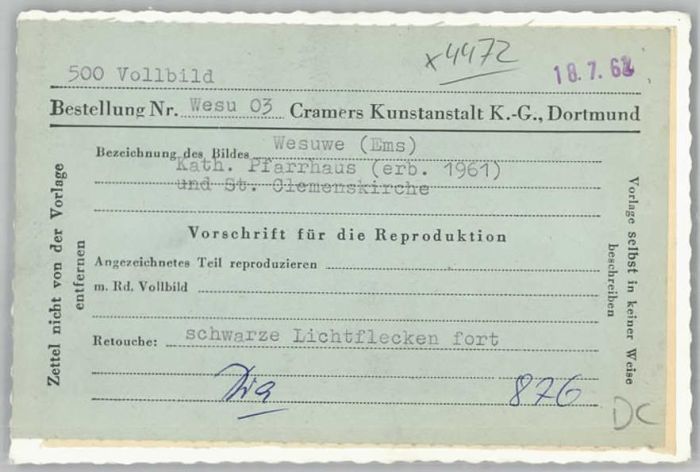 x4472
18.7.62
500 Vollbild
Bestellung Nr. Wesu 03 Cramers Kunstanstalt K.-G., Dortmund
Bezeichnung des Bildes Wesuwe (Ems)
Kath. Pfarrhaus (erb. 1961)
und St. Clemenskirche
Vorschrift für die Reproduktion
Angezeichnetes Teil reproduzieren
m. Rd. Vollbild
Retouche: schwarze Lichtflecken fort
Dia 876
DC
Zettel nicht von der Vorlage
entfernen
Vorlage selbst in keiner Weise
beschreiben